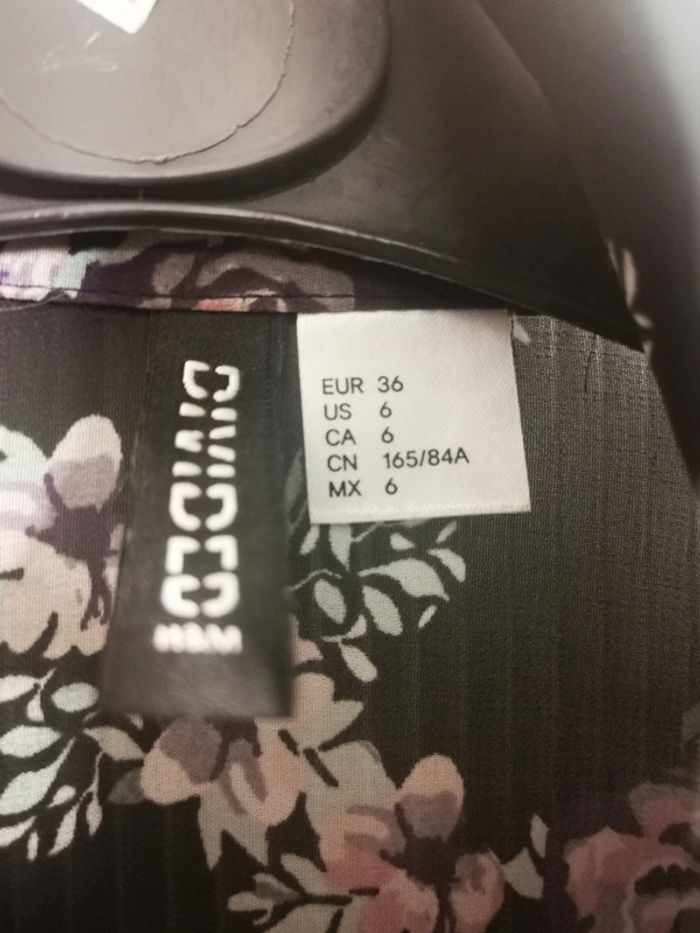 DIVIDED
H&M
EUR 36
US 6
CA 6
CN 165/84A
MX 6